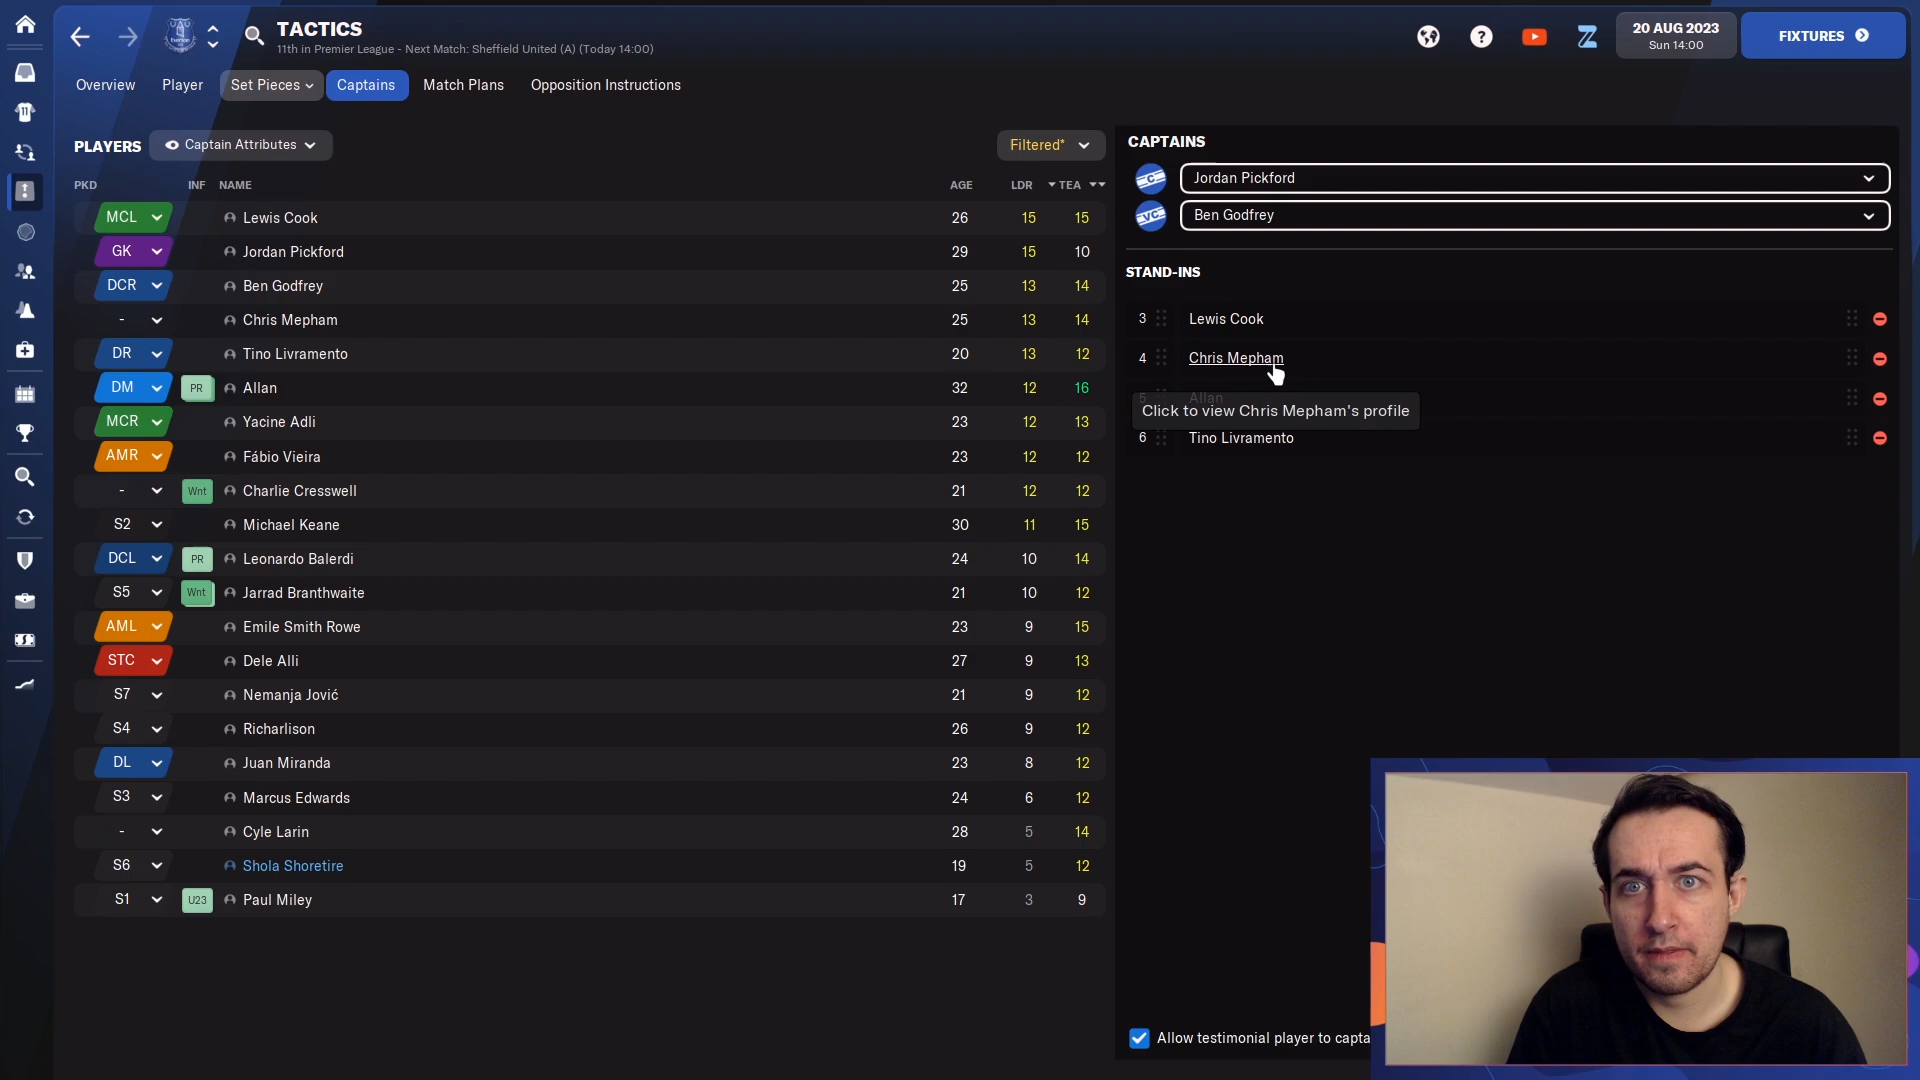 TACTICS
11th in Premier League - Next Match: Sheffield United (A) (Today 14:00)
20 AUG 2023
Sun 14:00
FIXTURES
Overview
Player
Set Pieces
Captains
Match Plans
Opposition Instructions
PLAYERS
Captain Attributes
Filtered*
PKD INF NAME AGE LDR TEA
MCL Lewis Cook 26 15 15
GK Jordan Pickford 29 15 10
DCR Ben Godfrey 25 13 14
- Chris Mepham 25 13 14
DR Tino Livramento 20 13 12
DM PR Allan 32 12 16
MCR Yacine Adli 23 12 13
AMR Fábio Vieira 23 12 12
- Wnt Charlie Cresswell 21 12 12
S2 Michael Keane 30 11 15
DCL PR Leonardo Balerdi 24 10 14
S5 Wnt Jarrad Branthwaite 21 10 12
AML Emile Smith Rowe 23 9 15
STC Dele Alli 27 9 13
S7 Nemanja Jović 21 9 12
S4 Richarlison 26 9 12
DL Juan Miranda 23 8 12
S3 Marcus Edwards 24 6 12
- Cyle Larin 28 5 14
S6 Shola Shoretire 19 5 12
S1 U23 Paul Miley 17 3 9
CAPTAINS
C Jordan Pickford
VC Ben Godfrey
STAND-INS
3 Lewis Cook
4 Chris Mepham
5 Allan
Click to view Chris Mepham's profile
6 Tino Livramento
Allow testimonial player to capta